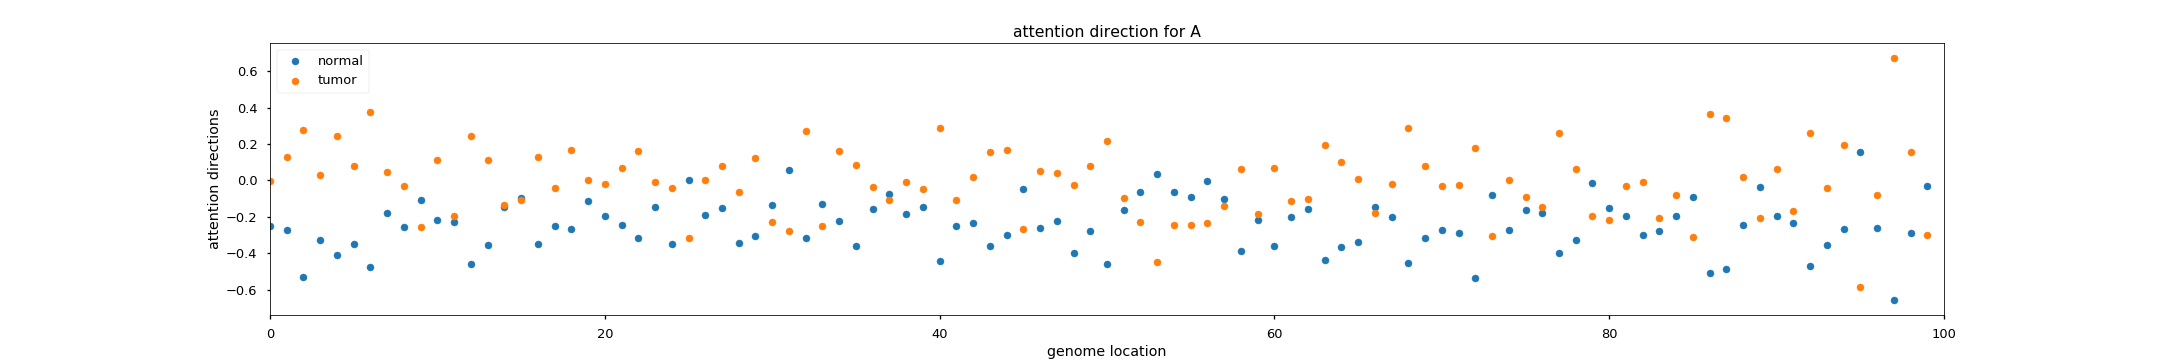 attention direction for A
normal
tumor
attention directions
0.6
0.4
0.2
0.0
−0.2
−0.4
−0.6
0 20 40 60 80 100
genome location